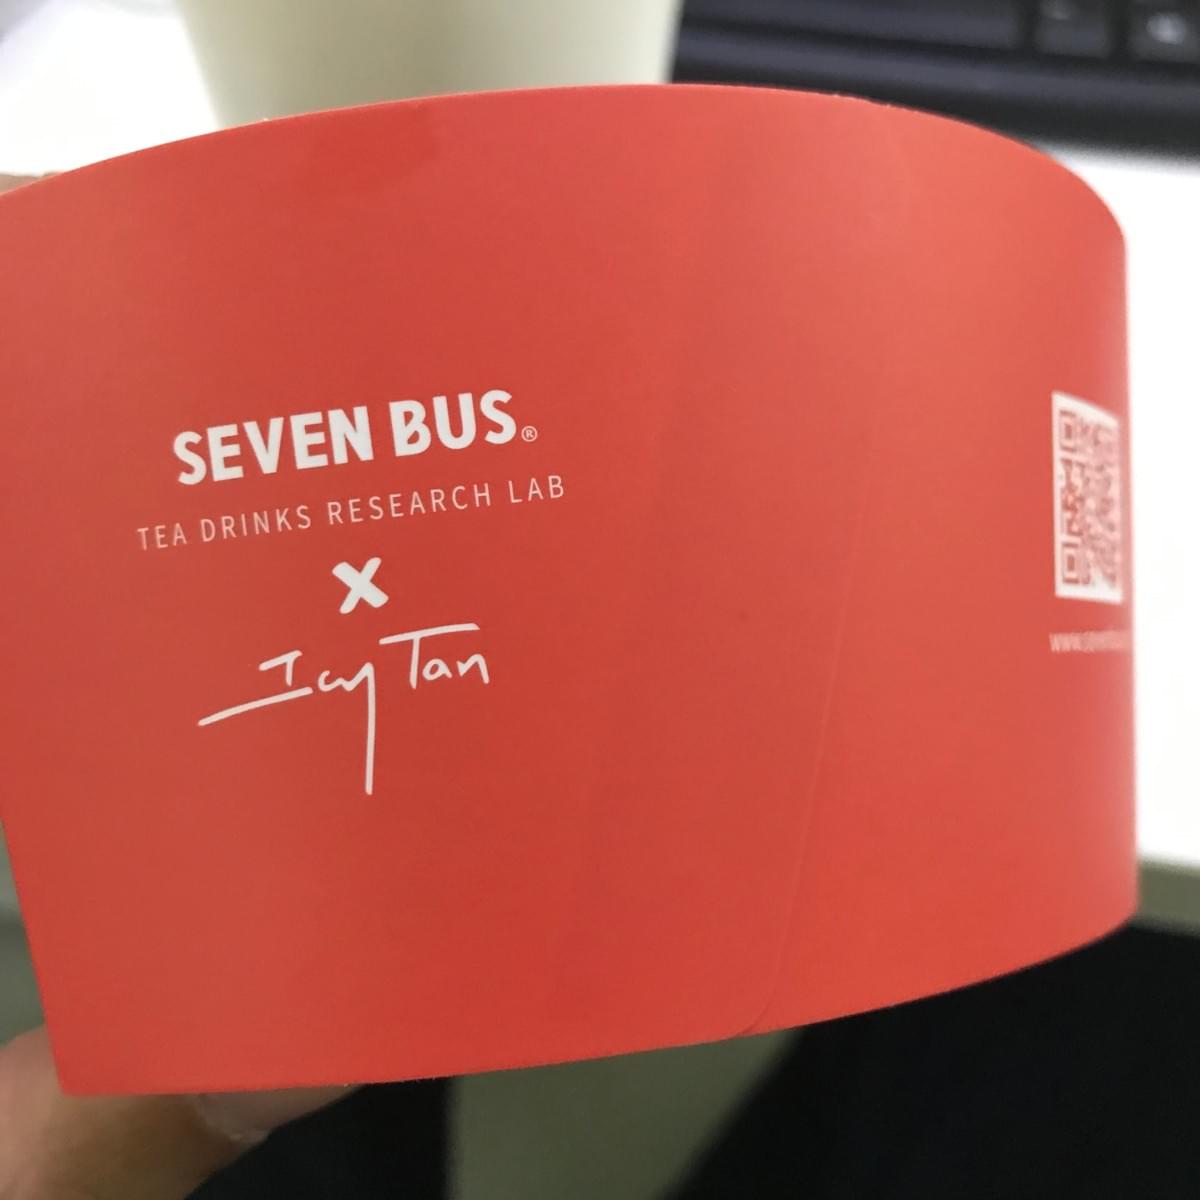 SEVEN BUS®
TEA DRINKS RESEARCH LAB
X
Icy Tan